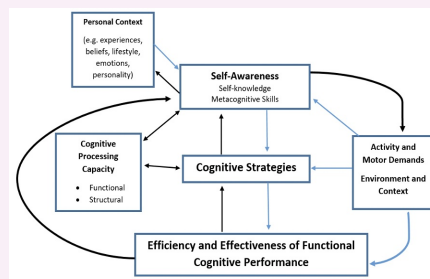 Personal Context
(e.g. experiences,
beliefs, lifestyle,
emotions,
personality)
Self-Awareness
Self-knowledge
Metacognitive Skills
Cognitive
Processing
Capacity
• Functional
• Structural
Cognitive Strategies
Activity and
Motor Demands
Environment and
Context
Efficiency and Effectiveness of Functional
Cognitive Performance